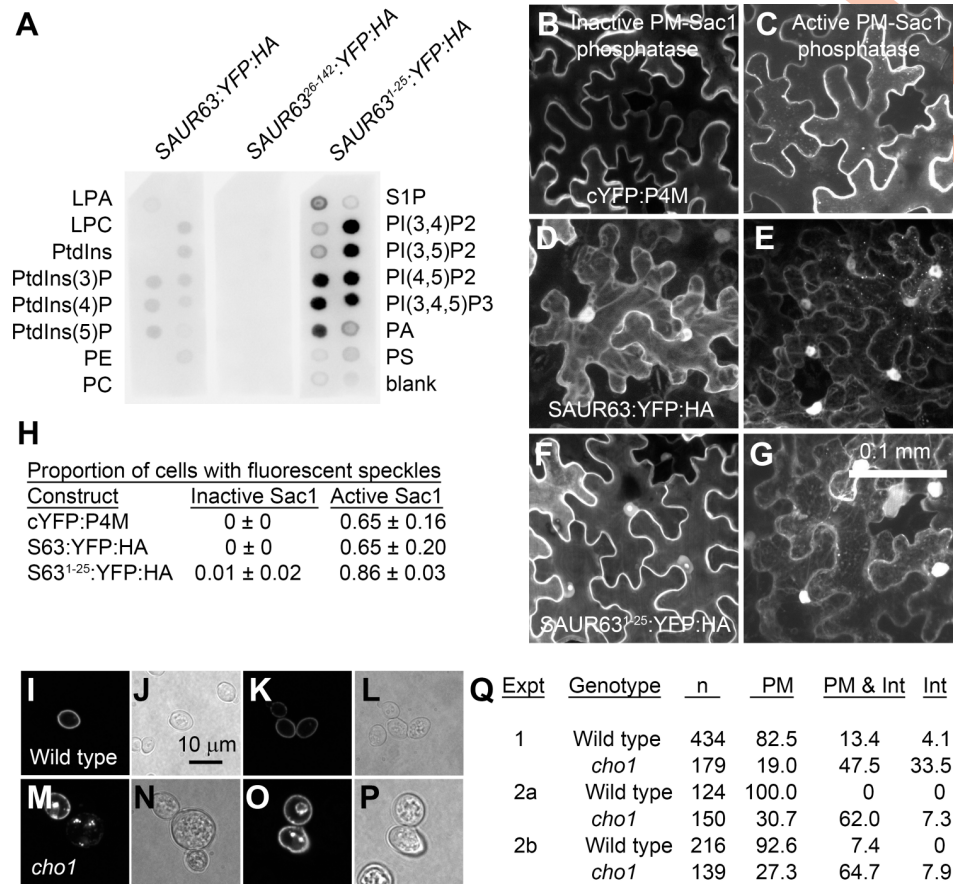 A
SAUR63:YFP:HA
SAUR6326-142:YFP:HA
SAUR631-25:YFP:HA
LPA
LPC
PtdIns
PtdIns(3)P
PtdIns(4)P
PtdIns(5)P
PE
PC
S1P
PI(3,4)P2
PI(3,5)P2
PI(4,5)P2
PI(3,4,5)P3
PA
PS
blank
B Inactive PM-Sac1
phosphatase
cYFP:P4M
C Active PM-Sac1
phosphatase
D
SAUR63:YFP:HA
E
F
SAUR631-25:YFP:HA
G
0.1 mm
H
Proportion of cells with fluorescent speckles
Construct Inactive Sac1 Active Sac1
cYFP:P4M 0 ± 0 0.65 ± 0.16
S63:YFP:HA 0 ± 0 0.65 ± 0.20
S631-25:YFP:HA 0.01 ± 0.02 0.86 ± 0.03
I
Wild type
J
10 µm
K
L
M
cho1
N
O
P
Q Expt Genotype n PM PM & Int Int
1 Wild type 434 82.5 13.4 4.1
cho1 179 19.0 47.5 33.5
2a Wild type 124 100.0 0 0
cho1 150 30.7 62.0 7.3
2b Wild type 216 92.6 7.4 0
cho1 139 27.3 64.7 7.9